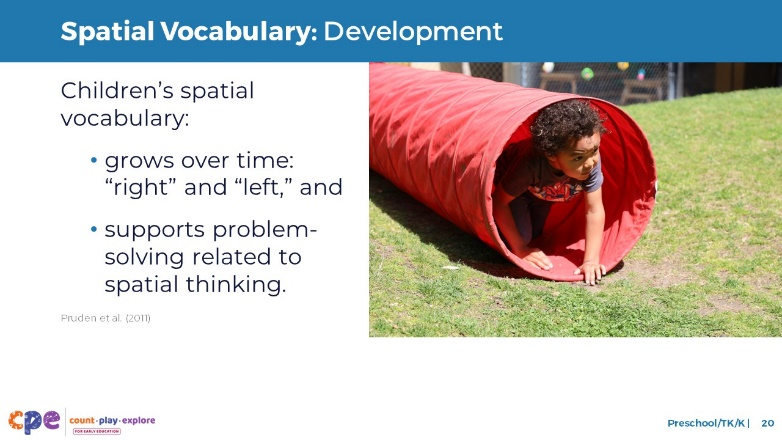 Spatial Vocabulary: Development
Children’s spatial
vocabulary:
• grows over time:
“right” and “left,” and
• supports problem-
solving related to
spatial thinking.
Pruden et al. (2011)
cpe
count·play·explore
FOR EARLY EDUCATION
Preschool/TK/K | 20